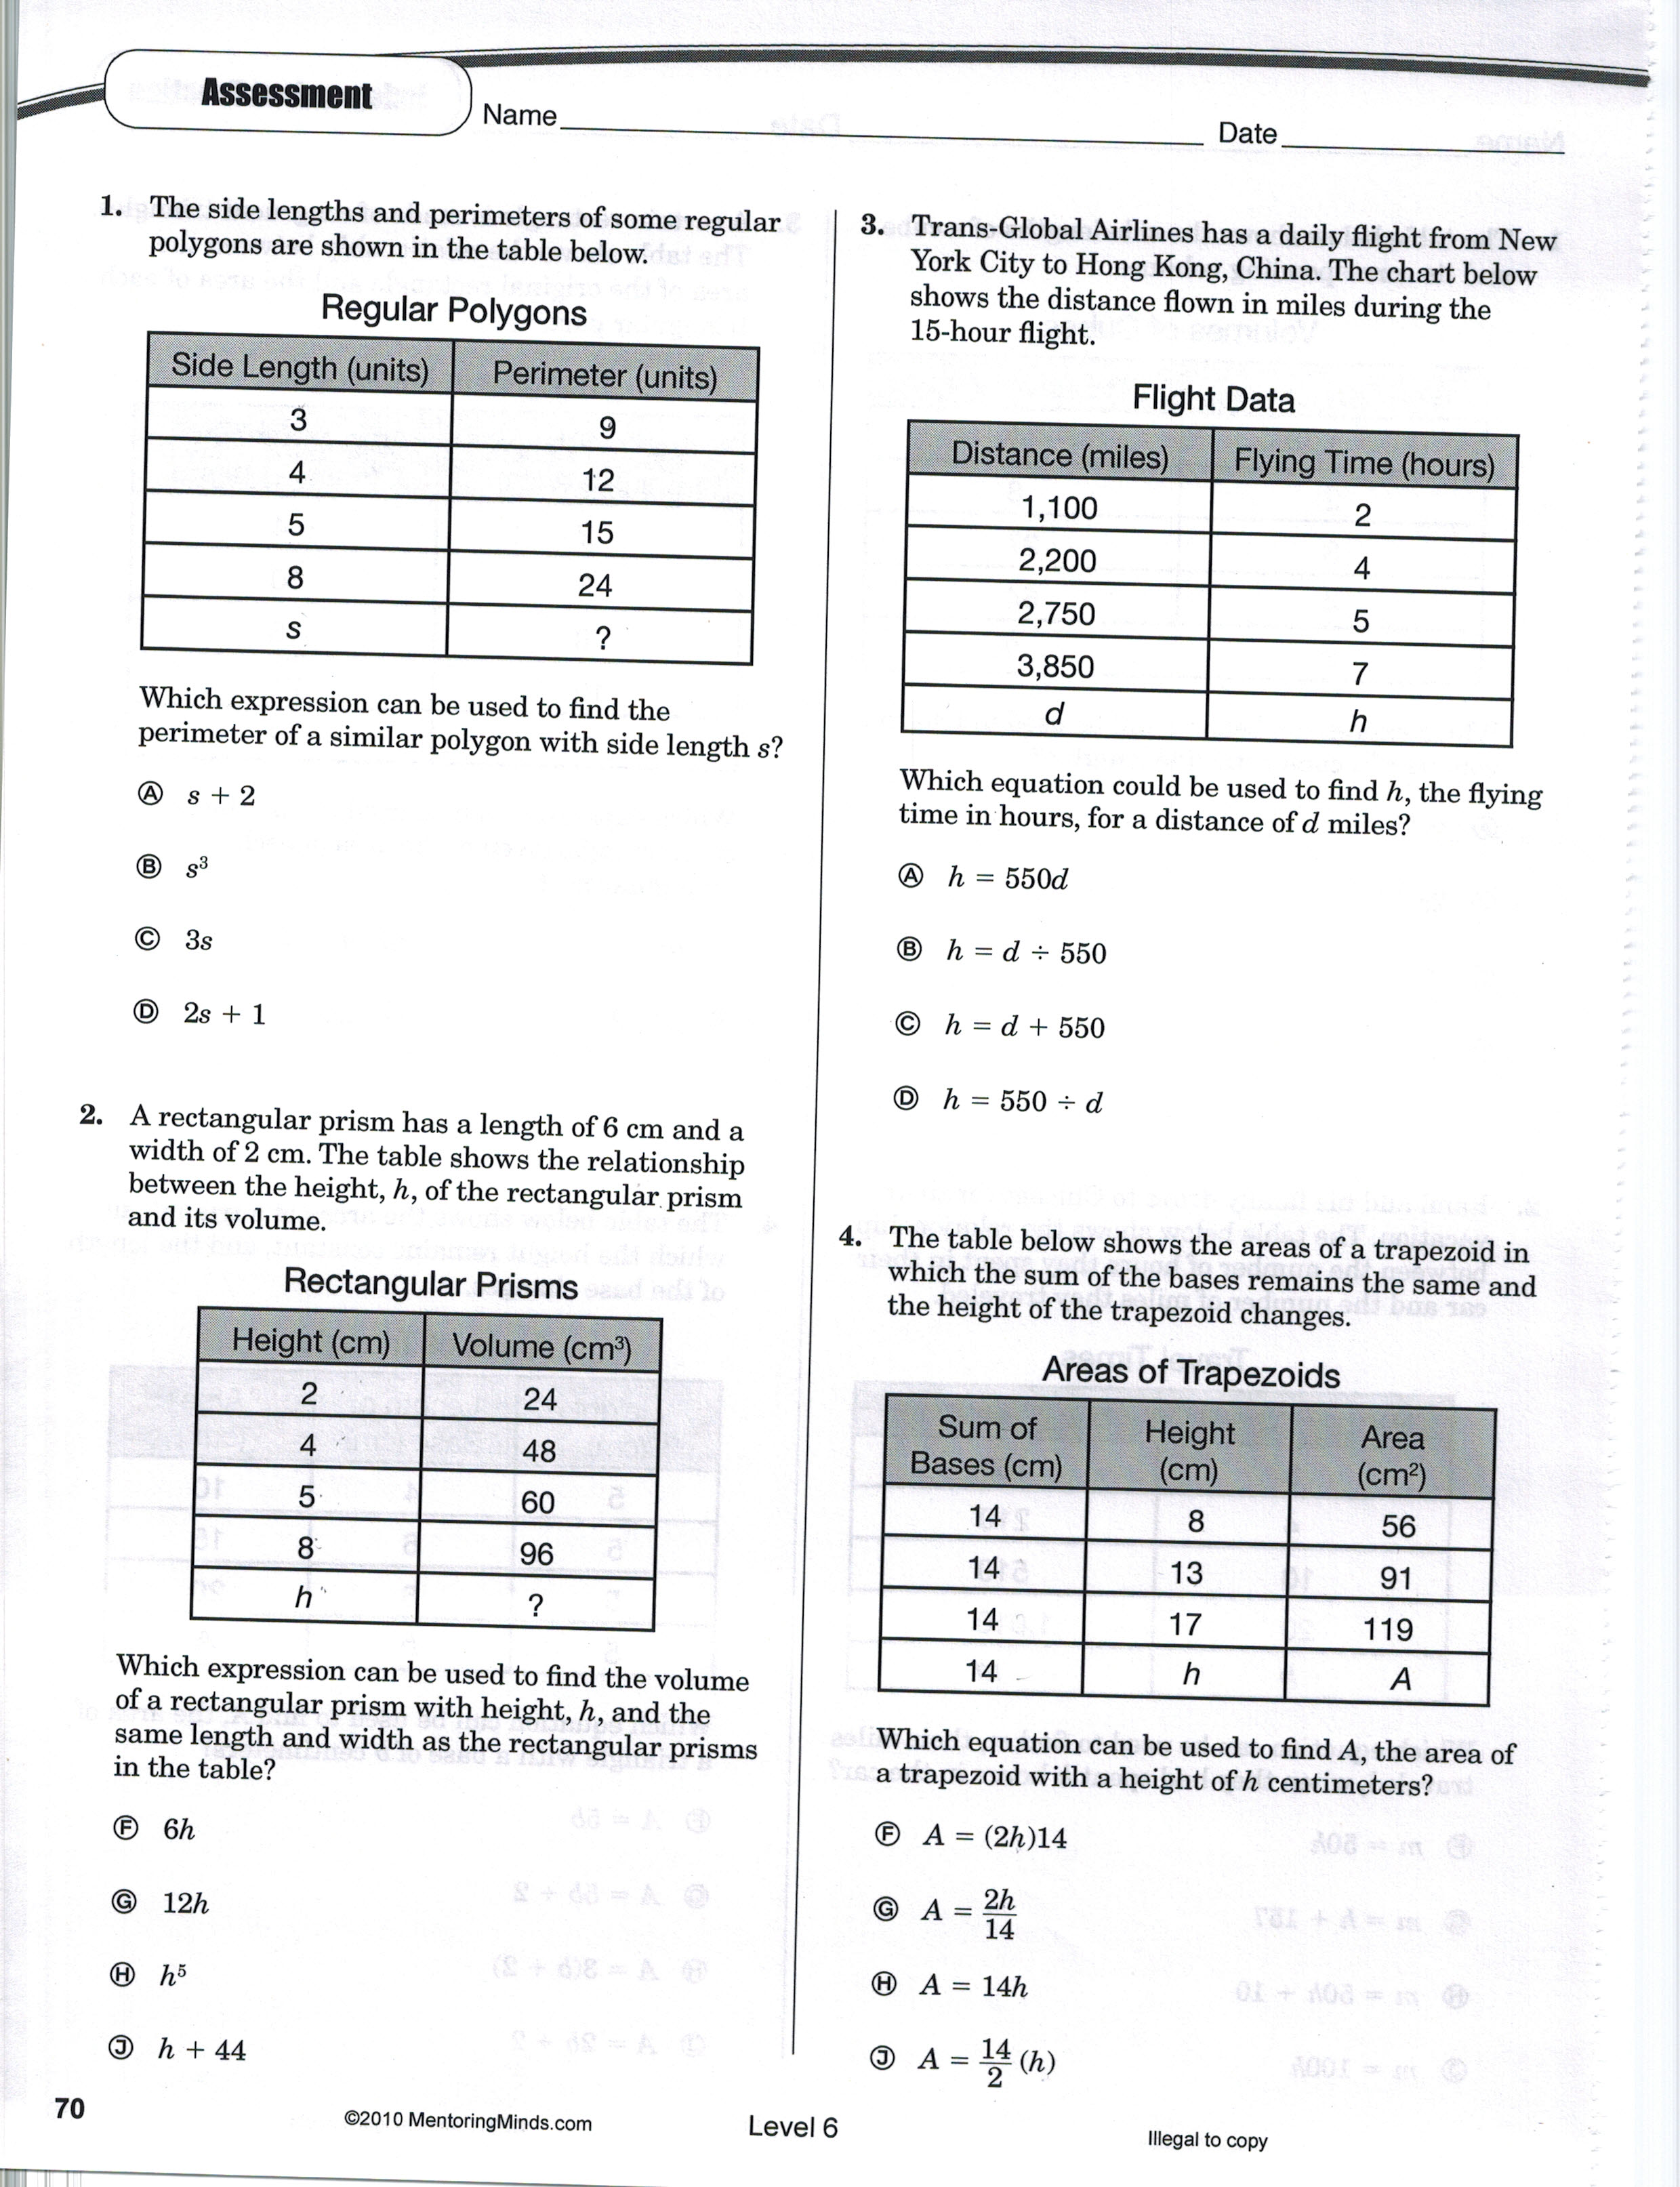 Assessment
Name
Date
1. The side lengths and perimeters of some regular
polygons are shown in the table below.
Regular Polygons
Side Length (units) Perimeter (units)
3 9
4 12
5 15
8 24
s ?
Which expression can be used to find the
perimeter of a similar polygon with side length s?
Ⓐ s + 2
Ⓑ s³
Ⓒ 3s
Ⓓ 2s + 1
2. A rectangular prism has a length of 6 cm and a
width of 2 cm. The table shows the relationship
between the height, h, of the rectangular prism
and its volume.
Rectangular Prisms
Height (cm) Volume (cm³)
2 24
4 48
5 60
8 96
h ?
Which expression can be used to find the volume
of a rectangular prism with height, h, and the
same length and width as the rectangular prisms
in the table?
Ⓕ 6h
Ⓖ 12h
Ⓗ h⁵
Ⓙ h + 44
3. Trans-Global Airlines has a daily flight from New
York City to Hong Kong, China. The chart below
shows the distance flown in miles during the
15-hour flight.
Flight Data
Distance (miles) Flying Time (hours)
1,100 2
2,200 4
2,750 5
3,850 7
d h
Which equation could be used to find h, the flying
time in hours, for a distance of d miles?
Ⓐ h = 550d
Ⓑ h = d ÷ 550
Ⓒ h = d + 550
Ⓓ h = 550 ÷ d
4. The table below shows the areas of a trapezoid in
which the sum of the bases remains the same and
the height of the trapezoid changes.
Areas of Trapezoids
Sum of Bases (cm) Height (cm) Area (cm²)
14 8 56
14 13 91
14 17 119
14 h A
Which equation can be used to find A, the area of
a trapezoid with a height of h centimeters?
Ⓕ A = (2h)14
Ⓖ A = 2h/14
Ⓗ A = 14h
Ⓙ A = 14/2 (h)
70
©2010 MentoringMinds.com
Level 6
Illegal to copy